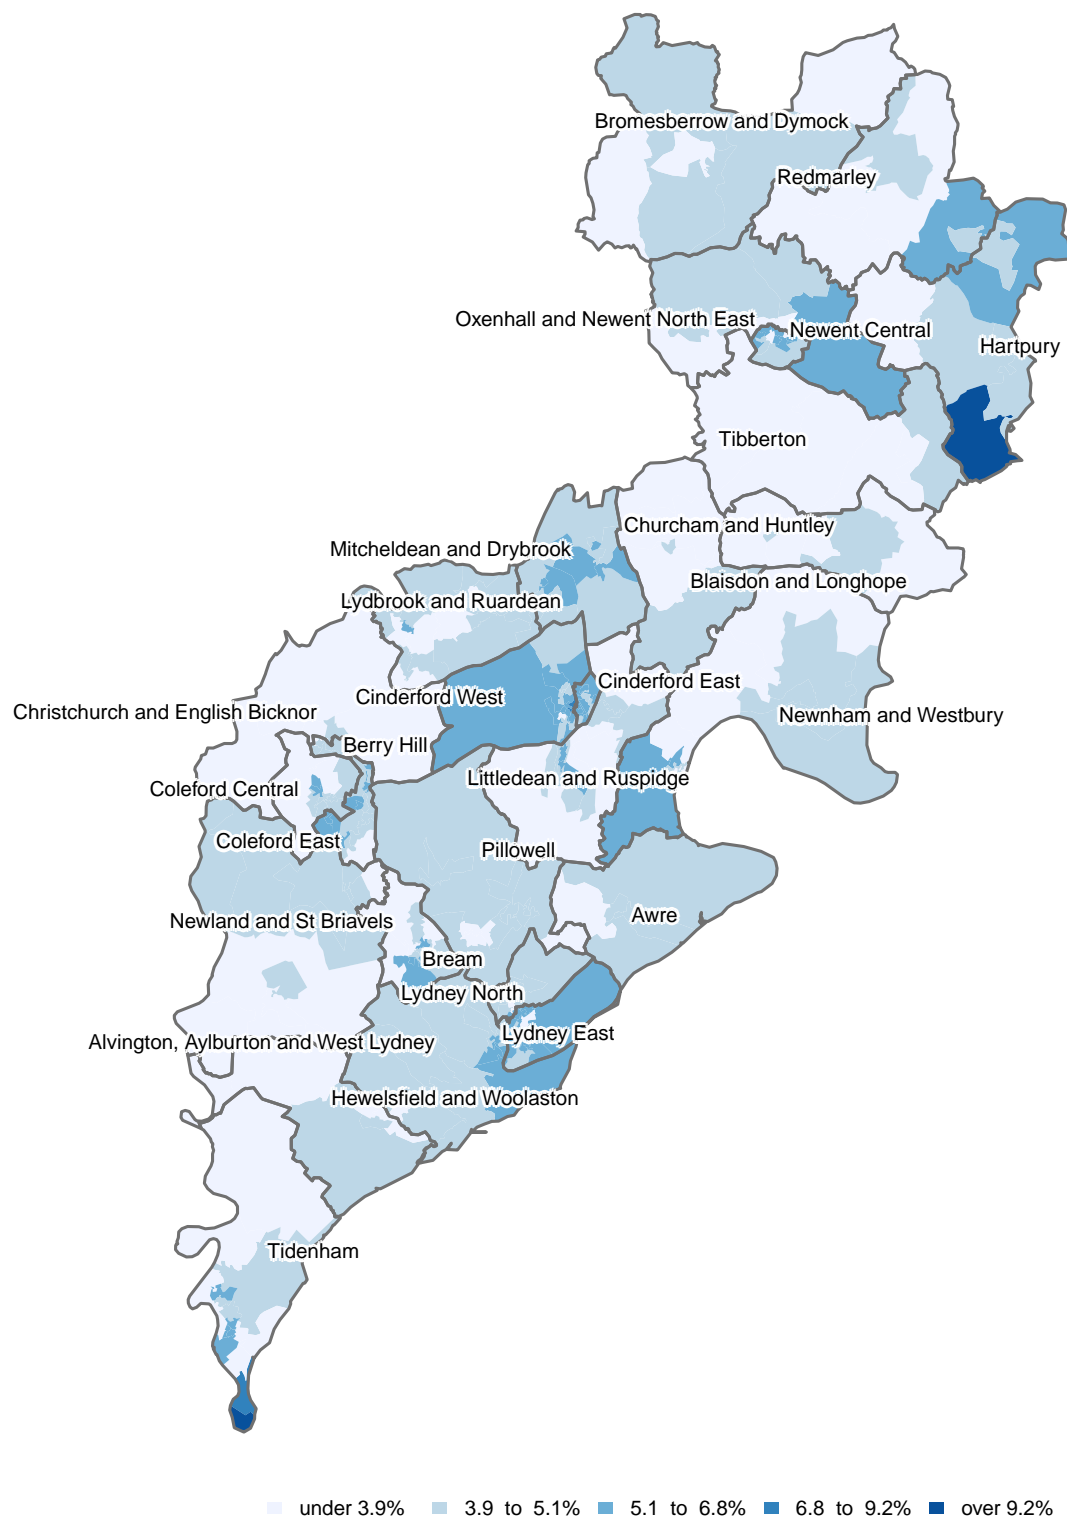 Bromesberrow and Dymock
Redmarley
Oxenhall and Newent North East
Newent Central
Hartpury
Tibberton
Churcham and Huntley
Mitcheldean and Drybrook
Blaisdon and Longhope
Lydbrook and Ruardean
Cinderford East
Cinderford West
Christchurch and English Bicknor
Newnham and Westbury
Berry Hill
Littledean and Ruspidge
Coleford Central
Coleford East
Pillowell
Awre
Newland and St Briavels
Bream
Lydney North
Lydney East
Alvington, Aylburton and West Lydney
Hewelsfield and Woolaston
Tidenham
under 3.9% 3.9 to 5.1% 5.1 to 6.8% 6.8 to 9.2% over 9.2%